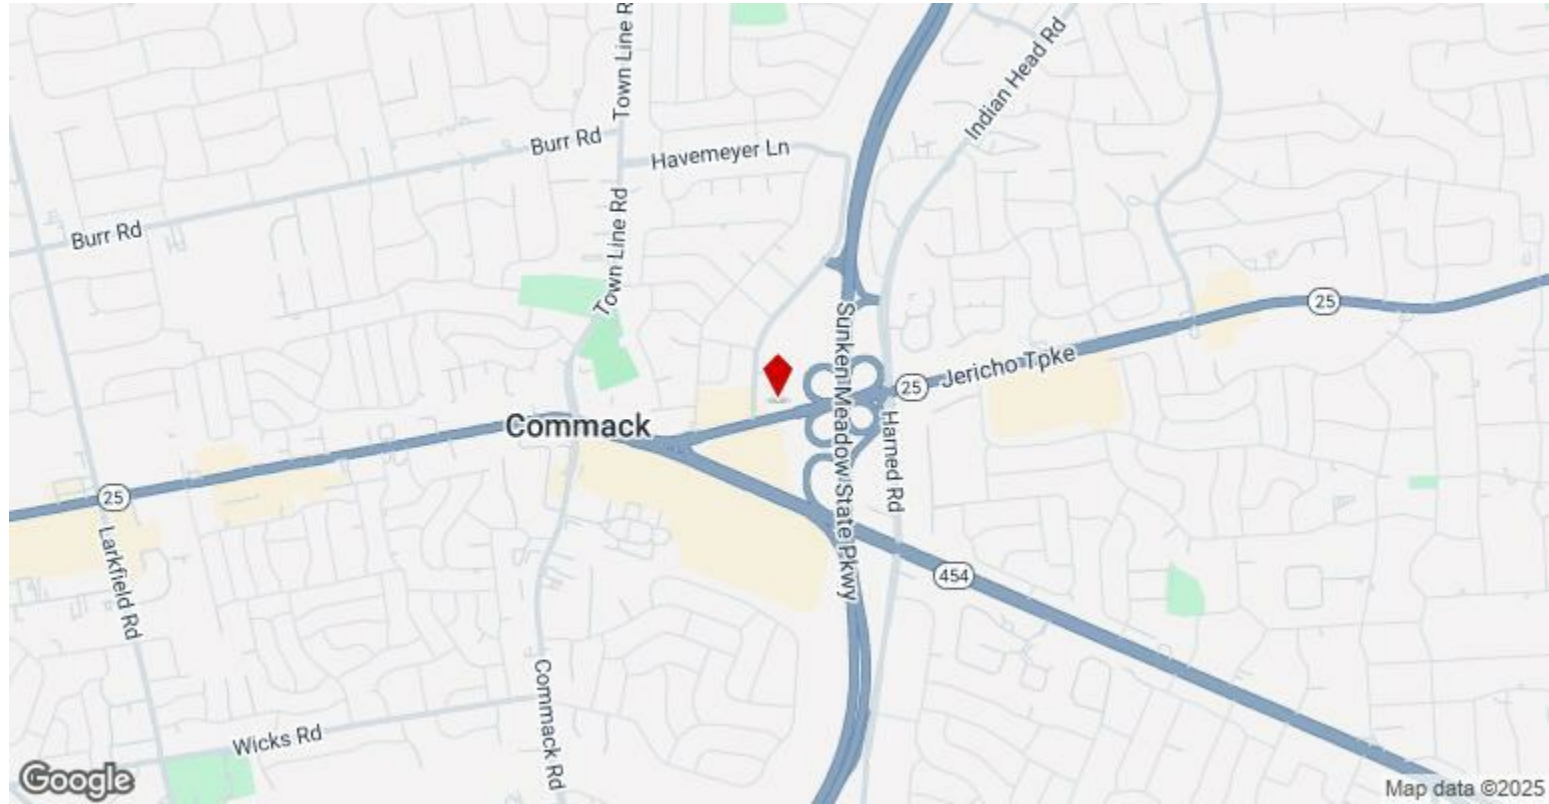 Town Line R
Indian Head Rd
Burr Rd
Havemeyer Ln
Burr Rd
Town Line Rd
25
Sunken Meadow State Pkwy
Jericho Tpke
25
Commack
Harned Rd
25
Larkfield Rd
454
Commack Rd
Wicks Rd
Google
Map data ©2025